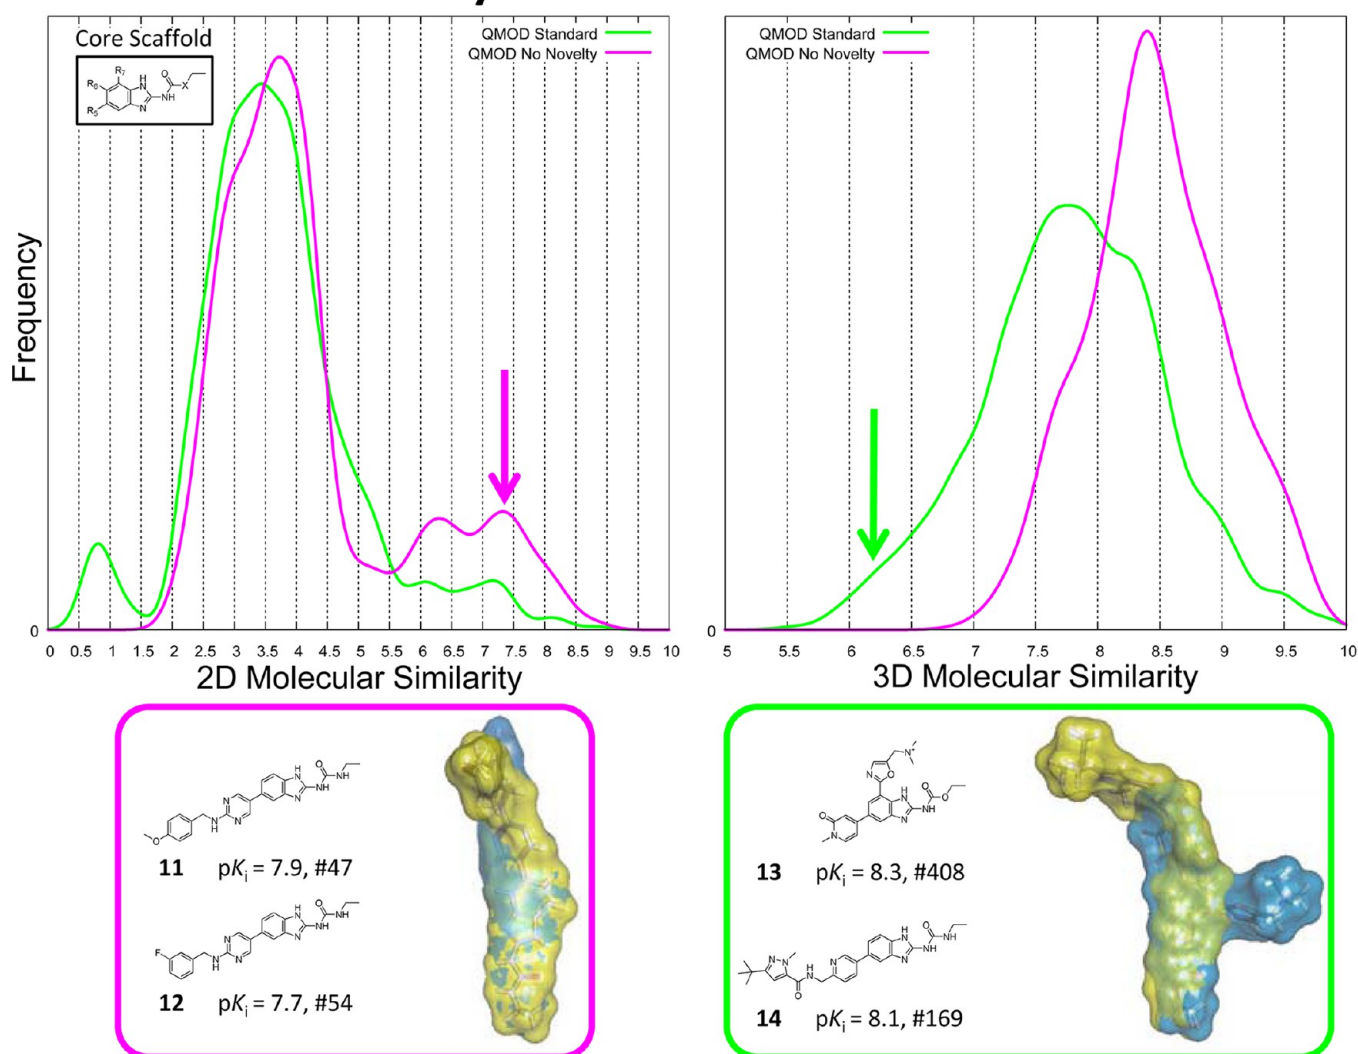 Core Scaffold
R7
R6
R5
H
N
N
NH
O
X
QMOD Standard
QMOD No Novelty
QMOD Standard
QMOD No Novelty
Frequency
0
0
0 0.5 1 1.5 2 2.5 3 3.5 4 4.5 5 5.5 6 6.5 7 7.5 8 8.5 9 9.5 10
5 5.5 6 6.5 7 7.5 8 8.5 9 9.5 10
2D Molecular Similarity
3D Molecular Similarity
11 pKi = 7.9, #47
12 pKi = 7.7, #54
13 pKi = 8.3, #408
14 pKi = 8.1, #169